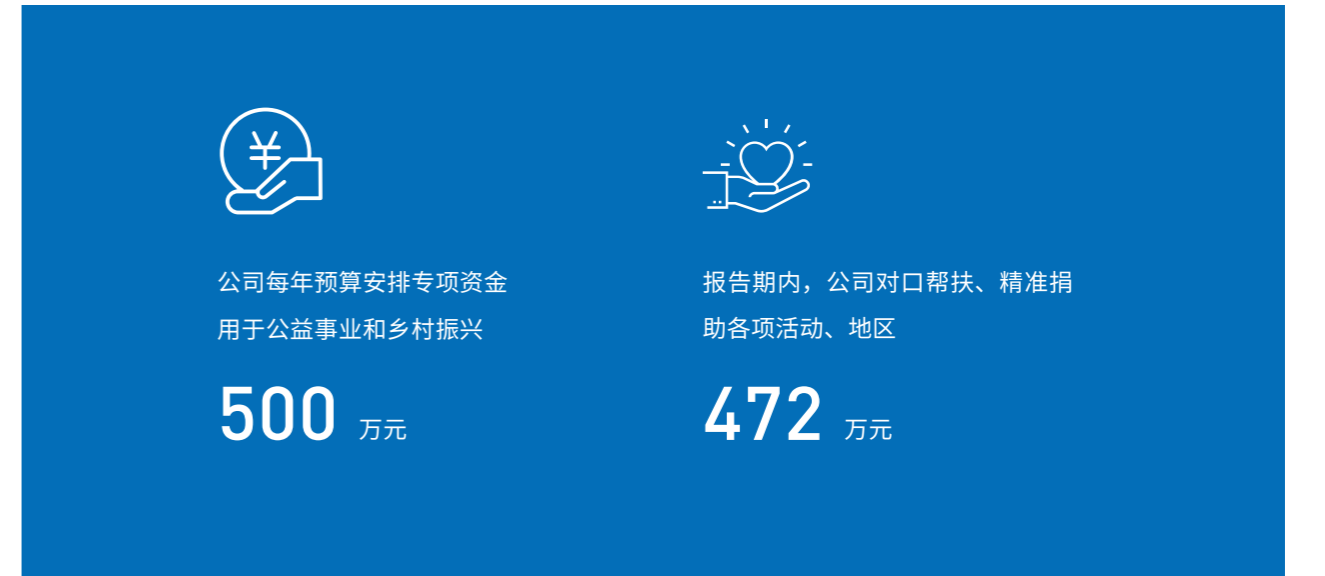 ¥
公司每年预算安排专项资金
用于公益事业和乡村振兴
500 万元
报告期内，公司对口帮扶、精准捐
助各项活动、地区
472 万元